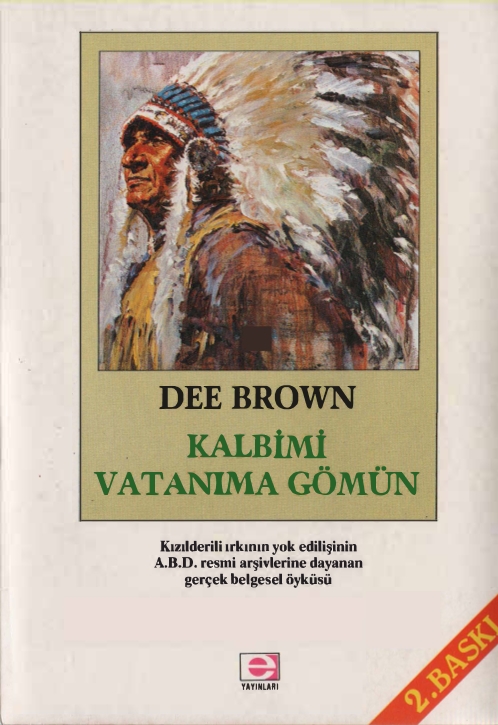 DEE BROWN
KALBİMİ
VATANIMA GÖMÜN
Kızılderili ırkının yok edilişinin
A.B.D. resmi arşivlerine dayanan
gerçek belgesel öyküsü
2.BASKI
e
YAYINLARI